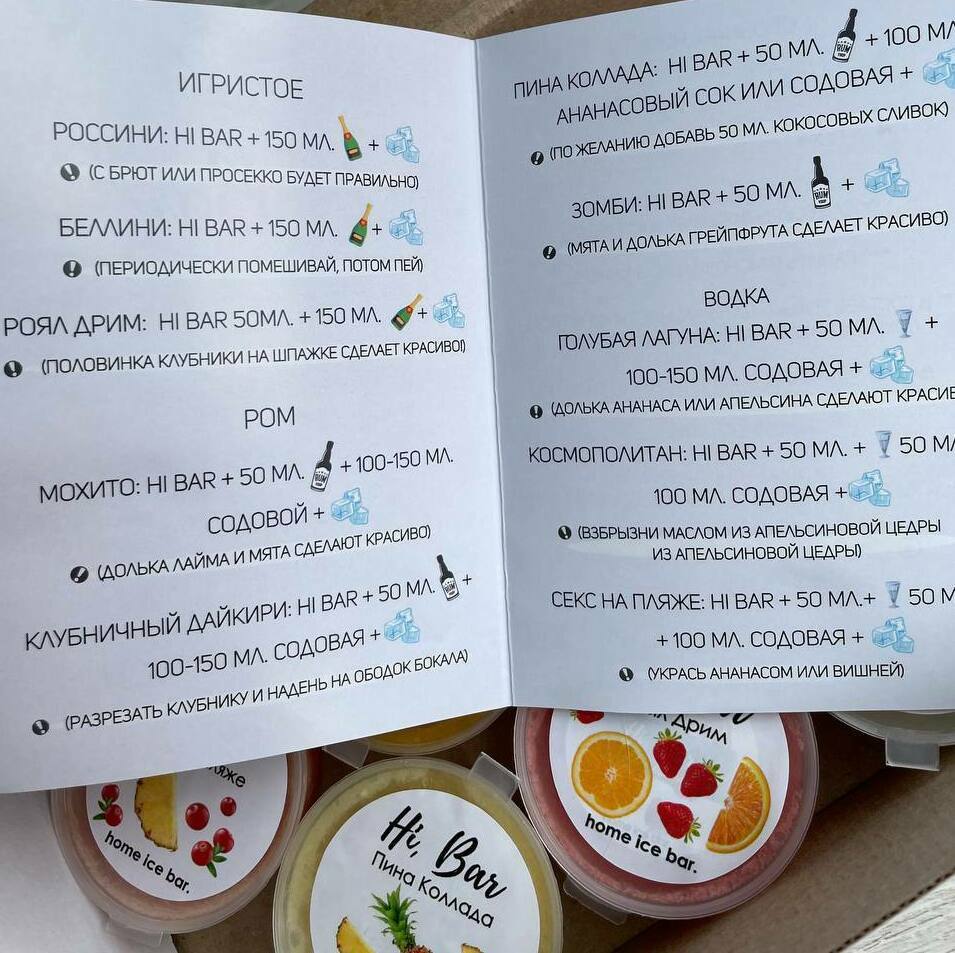 ИГРИСТОЕ
РОССИНИ: HI BAR + 150 МЛ. +
(С БРЮТ ИЛИ ПРОСЕККО БУДЕТ ПРАВИЛЬНО)
БЕЛЛИНИ: HI BAR + 150 МЛ. +
(ПЕРИОДИЧЕСКИ ПОМЕШИВАЙ, ПОТОМ ПЕЙ)
РОЯЛ ДРИМ: HI BAR 50МЛ. + 150 МЛ. +
(ПОЛОВИНКА КЛУБНИКИ НА ШПАЖКЕ СДЕЛАЕТ КРАСИВО!)
РОМ
МОХИТО: HI BAR + 50 МЛ. + 100-150 МЛ.
СОДОВОЙ +
(ДОЛЬКА ЛАЙМА И МЯТА СДЕЛАЮТ КРАСИВО)
КЛУБНИЧНЫЙ ДАЙКИРИ: HI BAR + 50 МЛ. +
100-150 МЛ. СОДОВАЯ +
(РАЗРЕЗАТЬ КЛУБНИКУ И НАДЕНЬ НА ОБОДОК БОКАЛА)
ПИНА КОЛЛАДА: HI BAR + 50 МЛ. RUM + 100 МЛ
АНАНАСОВЫЙ СОК ИЛИ СОДОВАЯ +
(ПО ЖЕЛАНИЮ ДОБАВЬ 50 МЛ. КОКОСОВЫХ СЛИВОК)
ЗОМБИ: HI BAR + 50 МЛ. RUM +
(МЯТА И ДОЛЬКА ГРЕЙПФРУТА СДЕЛАЕТ КРАСИВО)
ВОДКА
ГОЛУБАЯ ЛАГУНА: HI BAR + 50 МЛ. +
100-150 МЛ. СОДОВАЯ +
(ДОЛЬКА АНАНАСА ИЛИ АПЕЛЬСИНА СДЕЛАЮТ КРАСИВ
КОСМОПОЛИТАН: HI BAR + 50 МЛ. + 50 МЛ
100 МЛ. СОДОВАЯ +
(ВЗБРЫЗНИ МАСЛОМ ИЗ АПЕЛЬСИНОВОЙ ЦЕДРЫ
ИЗ АПЕЛЬСИНОВОЙ ЦЕДРЫ)
СЕКС НА ПЛЯЖЕ: HI BAR + 50 МЛ.+ 50 М
+ 100 МЛ. СОДОВАЯ +
(УКРАСЬ АНАНАСОМ ИЛИ ВИШНЕЙ)
ляже
home ice bar.
Hi, Bar
Пина Коллада
Дрим
home ice bar.